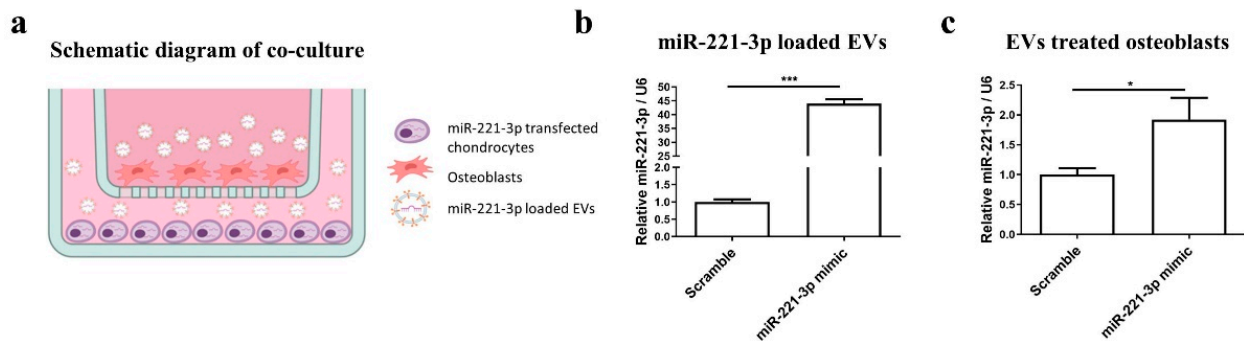 a
Schematic diagram of co-culture
miR-221-3p transfected
chondrocytes
Osteoblasts
miR-221-3p loaded EVs
b
miR-221-3p loaded EVs
Relative miR-221-3p / U6
50
45
40
35
30
25
1.5
1.0
0.5
0.0
***
Scramble
miR-221-3p mimic
c
EVs treated osteoblasts
Relative miR-221-3p / U6
2.5
2.0
1.5
1.0
0.5
0.0
*
Scramble
miR-221-3p mimic